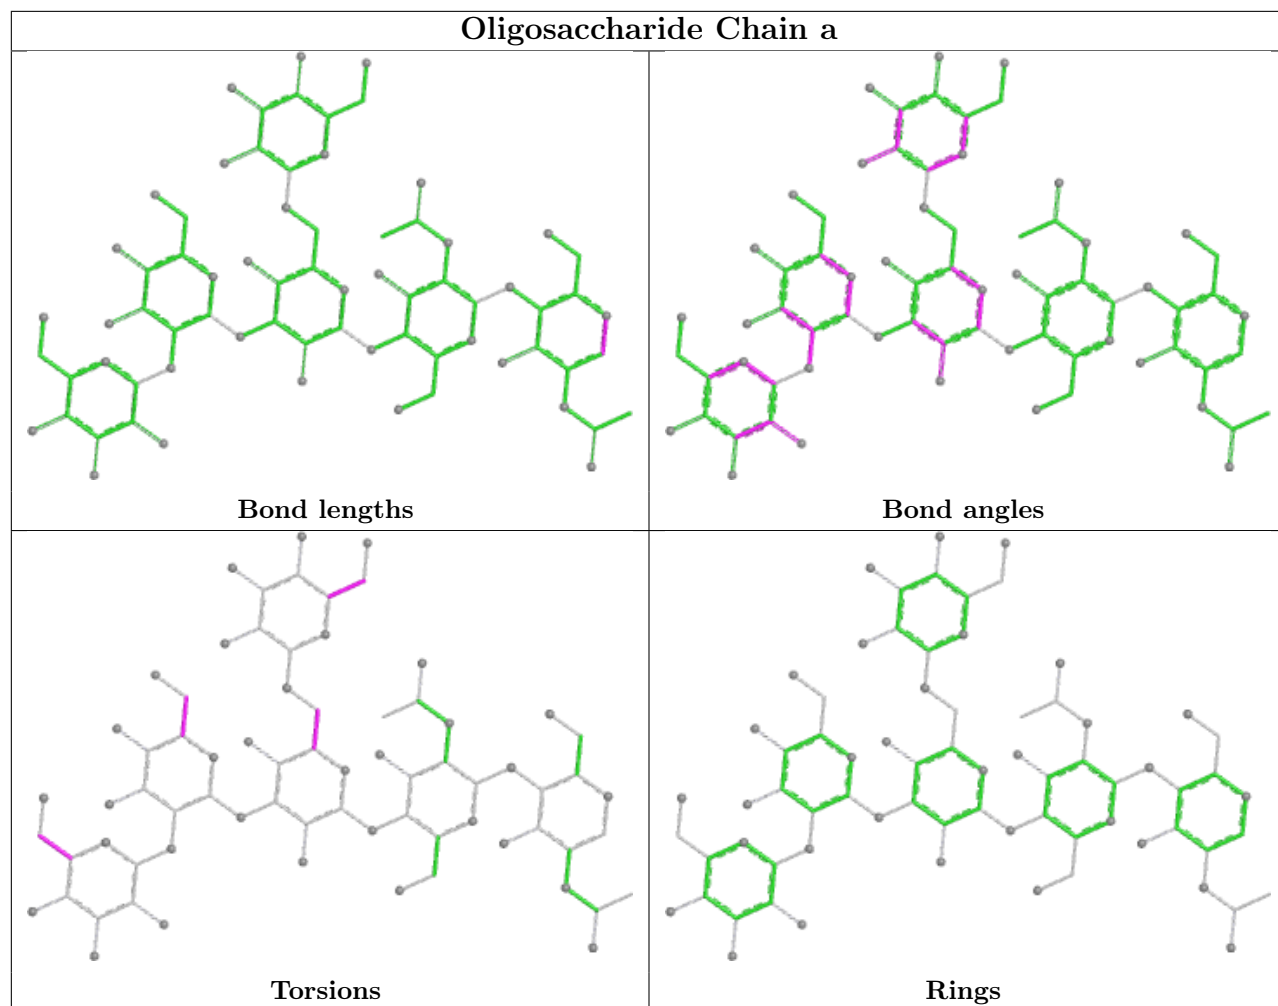 Oligosaccharide Chain a
Bond lengths
Bond angles
Torsions
Rings